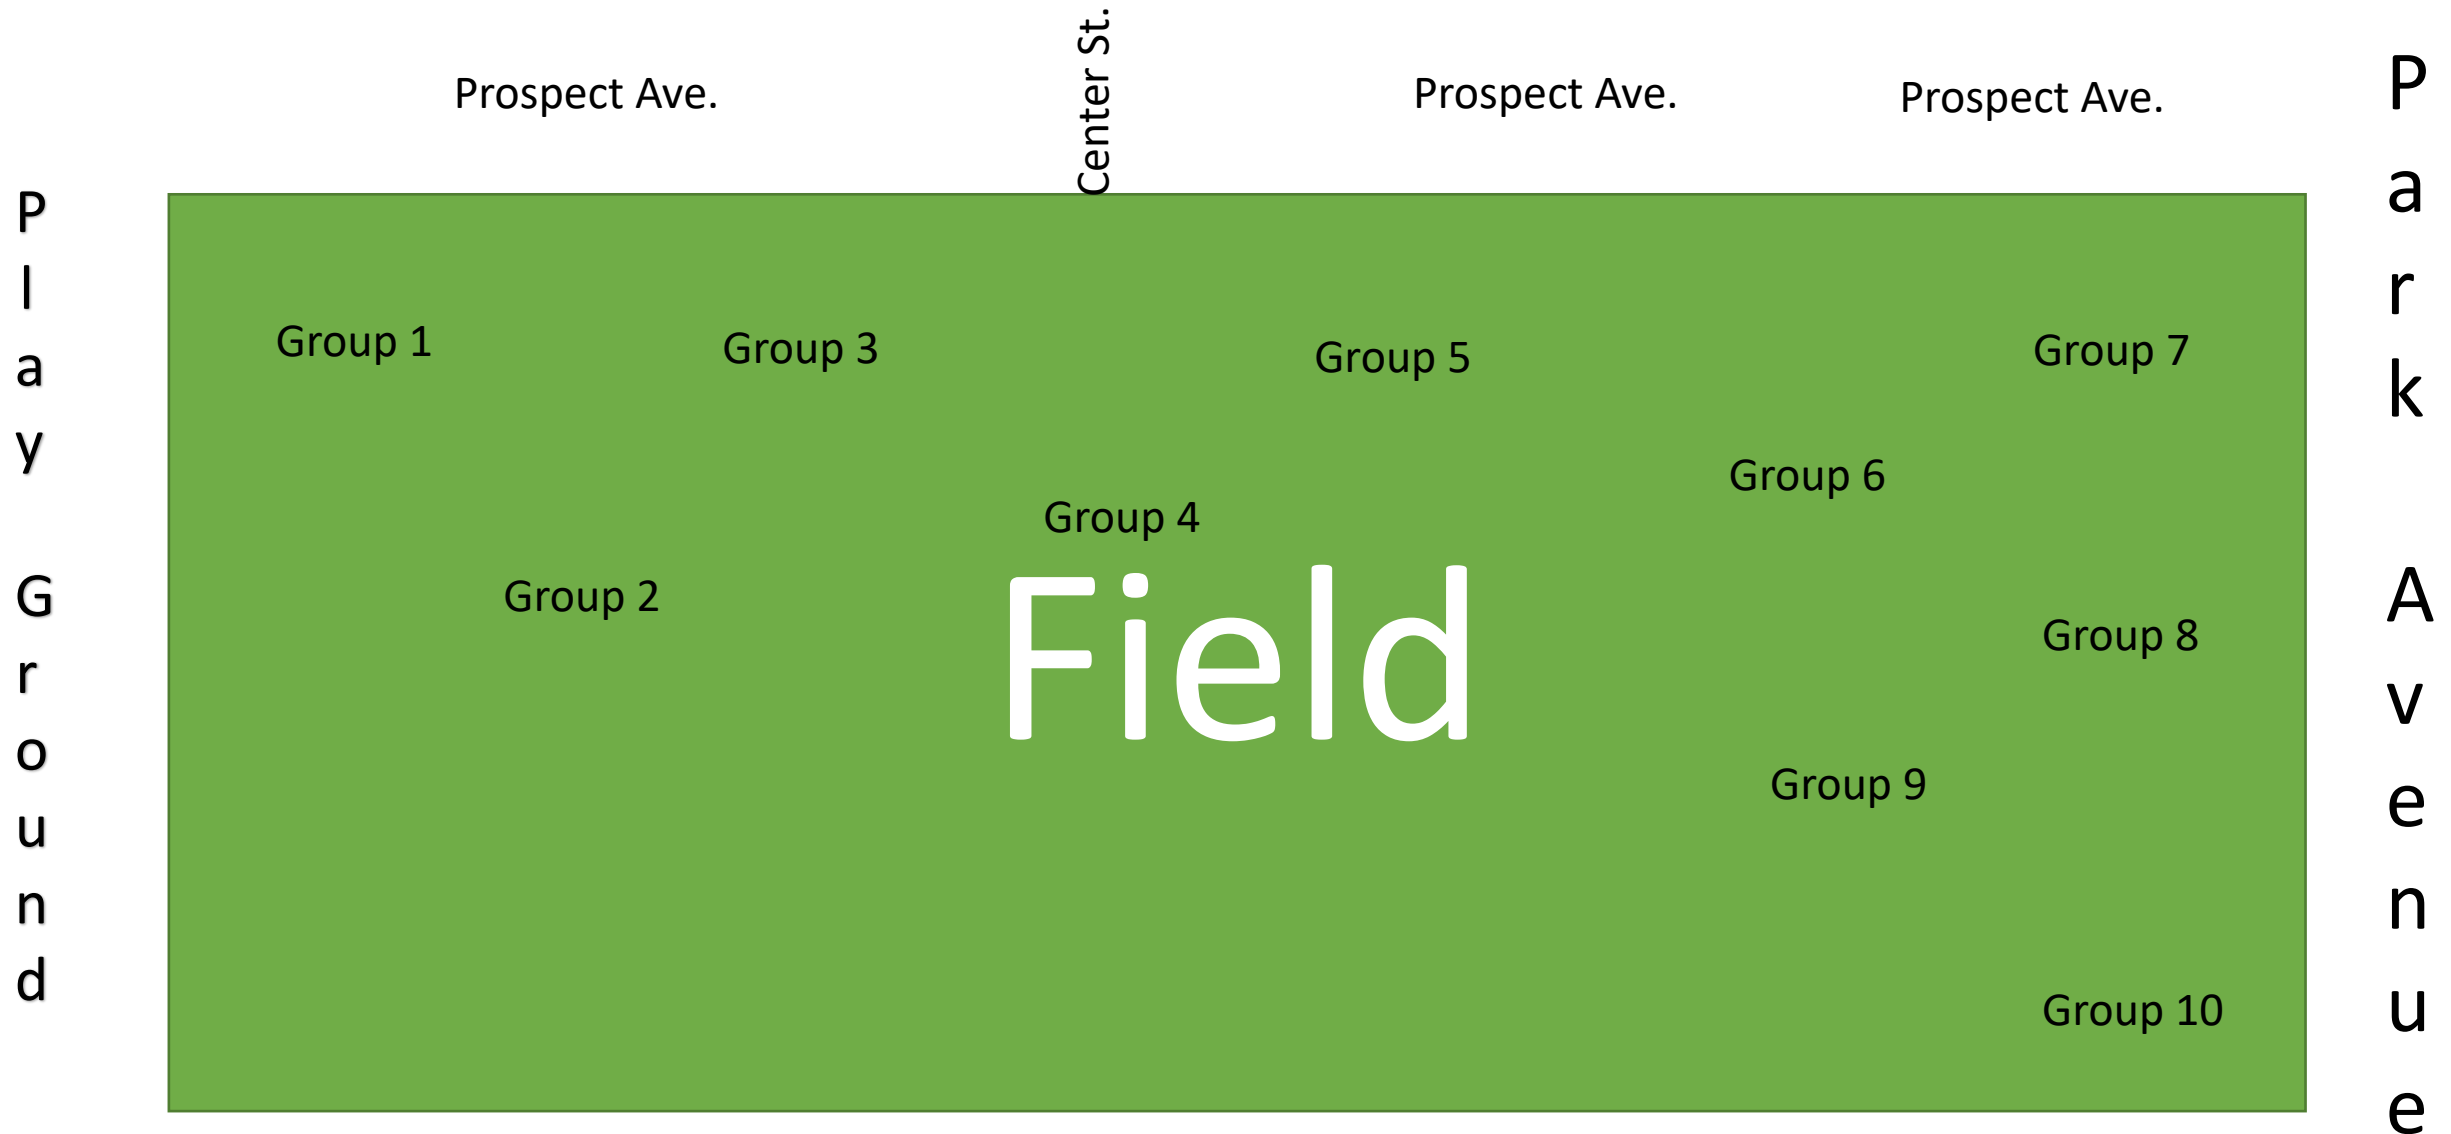 Center St.
Prospect Ave.
Prospect Ave.
Prospect Ave.
Play Ground
Park Avenue
Group 1
Group 3
Group 5
Group 7
Group 6
Group 4
Group 2
Field
Group 8
Group 9
Group 10